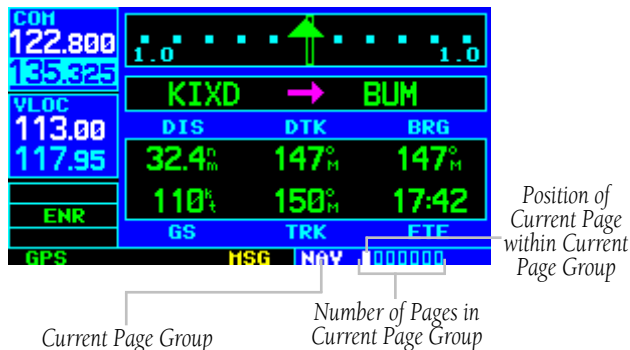 COM
122.800
135.325
VLOC
113.00
117.95
ENR
GPS
1.0 1.0
KIXD → BUM
DIS DTK BRG
32.4nm 147°M 147°M
110kt 150°M 17:42
GS TRK ETE
MSG NAV
Position of
Current Page
within Current
Page Group
Number of Pages in
Current Page Group
Current Page Group